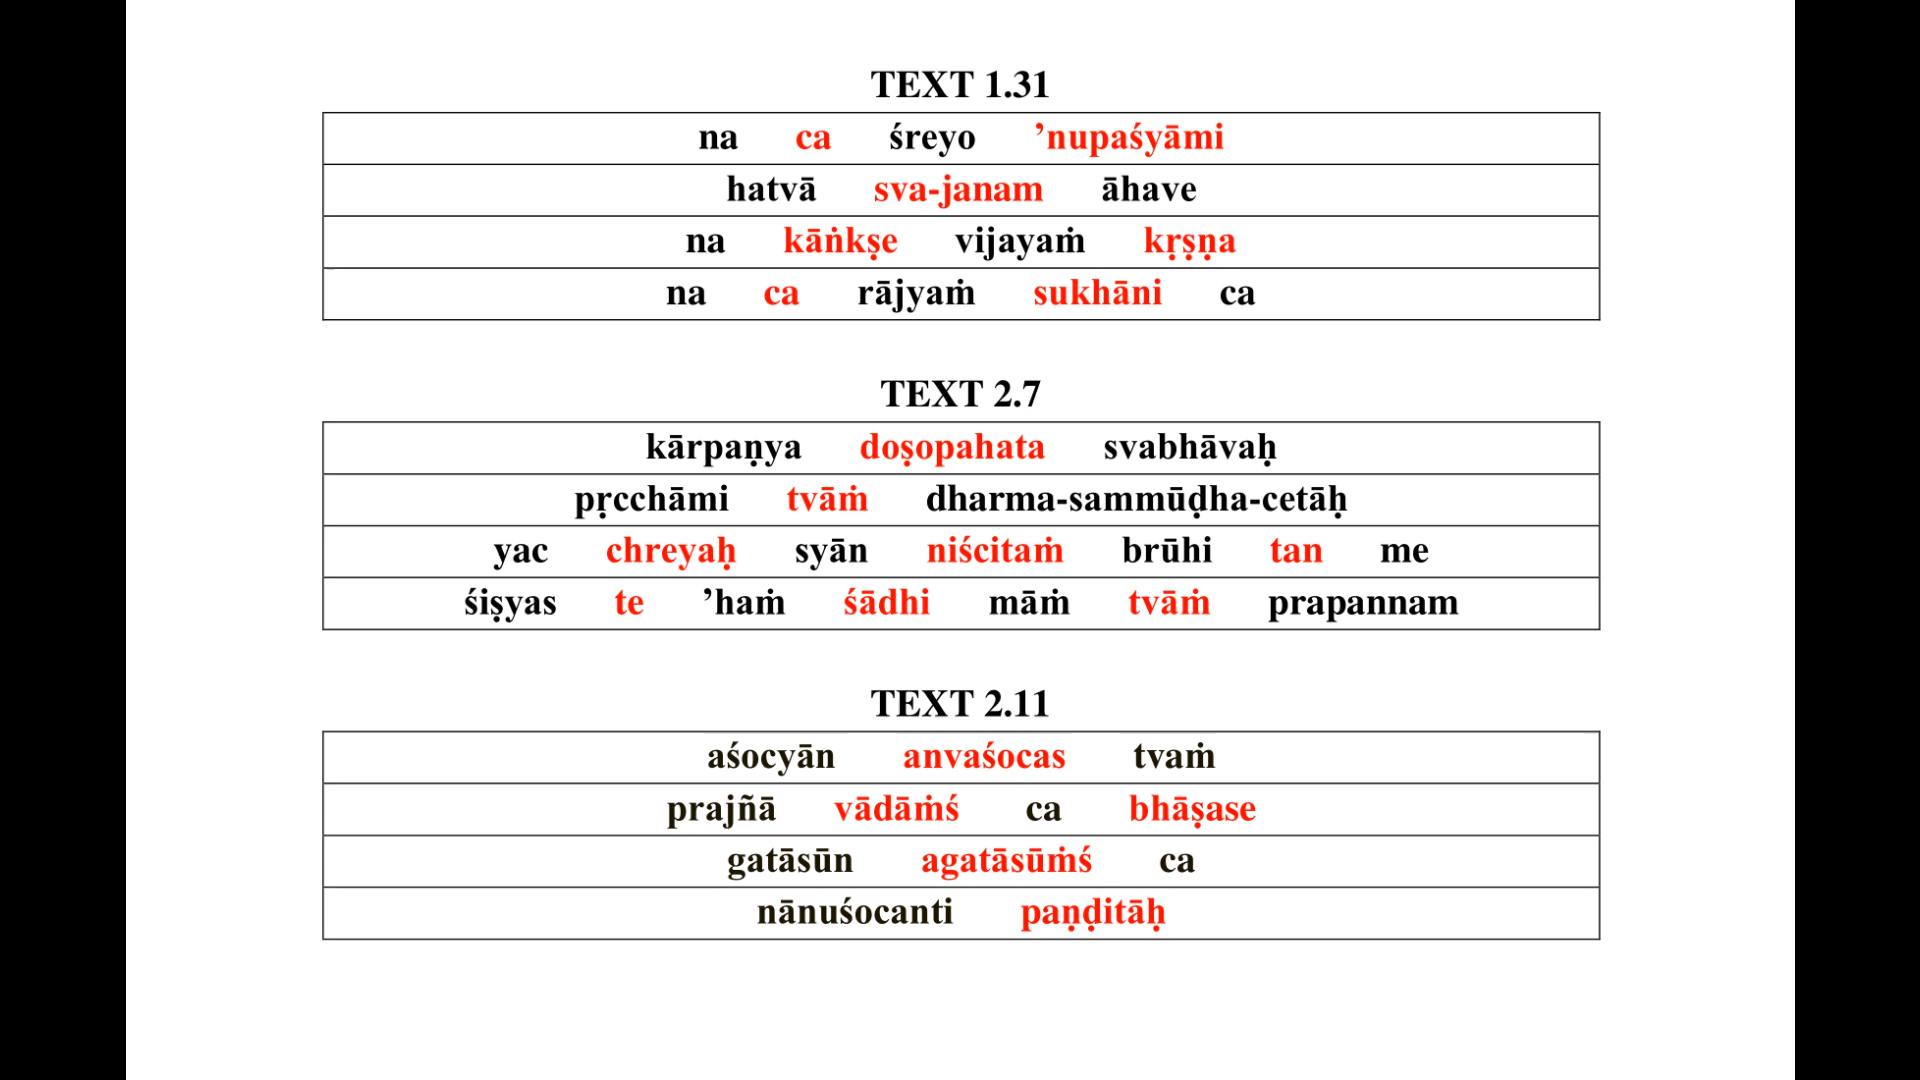 TEXT 1.31
na ca śreyo ’nupaśyāmi
hatvā sva-janam āhave
na kāṅkṣe vijayaṁ kṛṣṇa
na ca rājyaṁ sukhāni ca
TEXT 2.7
kārpaṇya doṣopahata svabhāvaḥ
pṛcchāmi tvāṁ dharma-sammūḍha-cetāḥ
yac chreyaḥ syān niścitaṁ brūhi tan me
śiṣyas te ’haṁ śādhi māṁ tvāṁ prapannam
TEXT 2.11
aśocyān anvaśocas tvaṁ
prajñā vādāṁś ca bhāṣase
gatāsūn agatāsūṁś ca
nānuśocanti paṇḍitāḥ